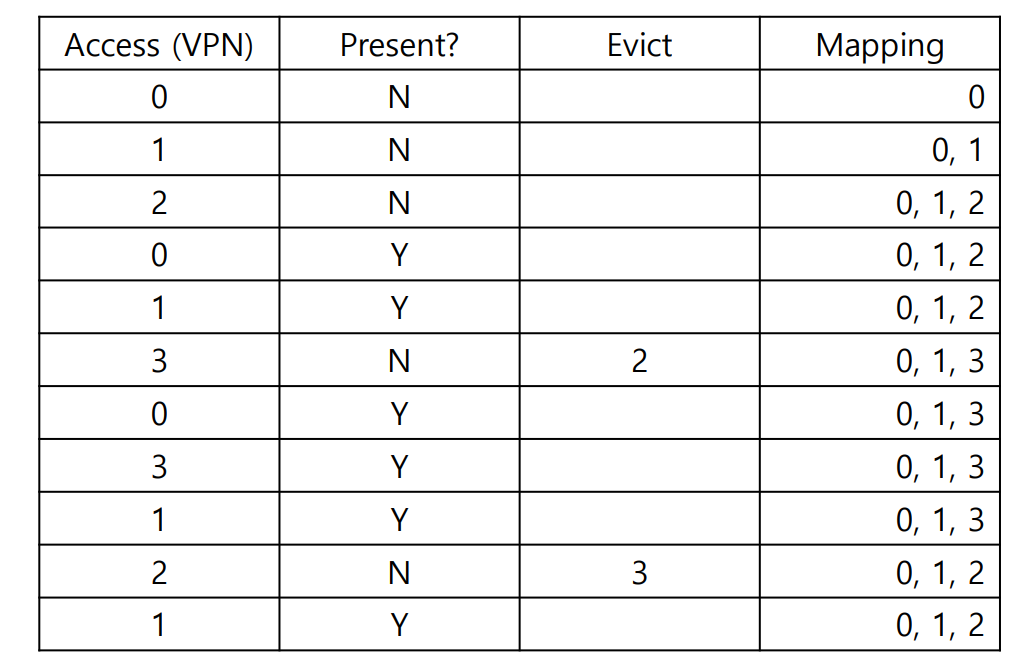 Access (VPN) Present? Evict Mapping
0 N 0
1 N 0, 1
2 N 0, 1, 2
0 Y 0, 1, 2
1 Y 0, 1, 2
3 N 2 0, 1, 3
0 Y 0, 1, 3
3 Y 0, 1, 3
1 Y 0, 1, 3
2 N 3 0, 1, 2
1 Y 0, 1, 2